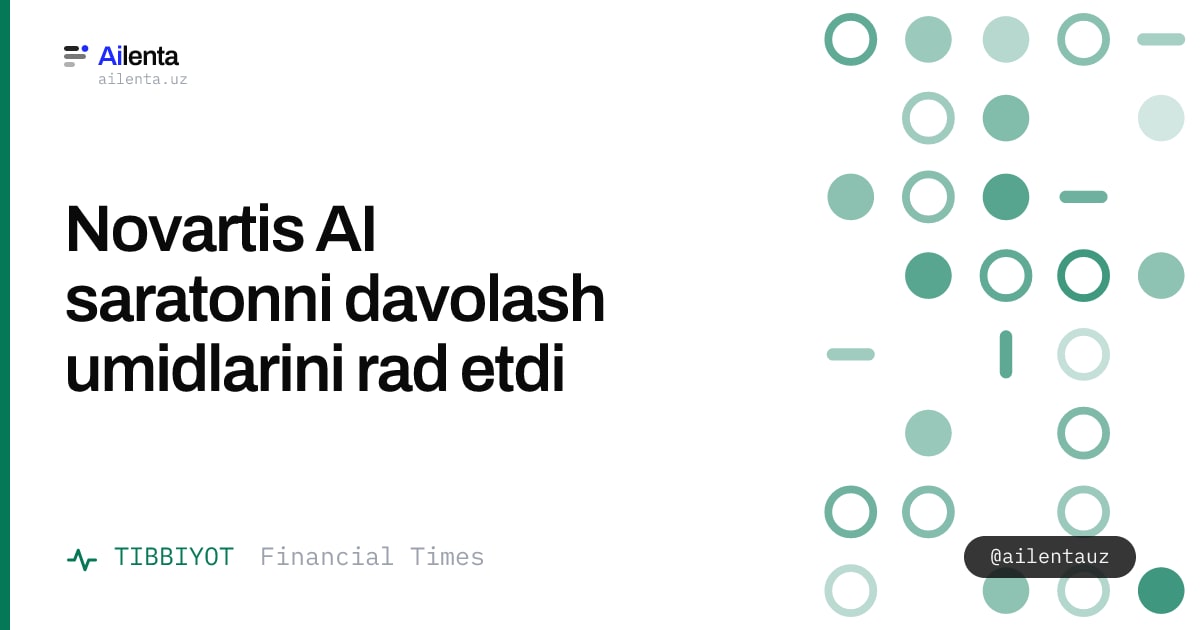 Ailenta
ailenta.uz
Novartis AI
saratonni davolash
umidlarini rad etdi
TIBBIYOT Financial Times
@ailentauz